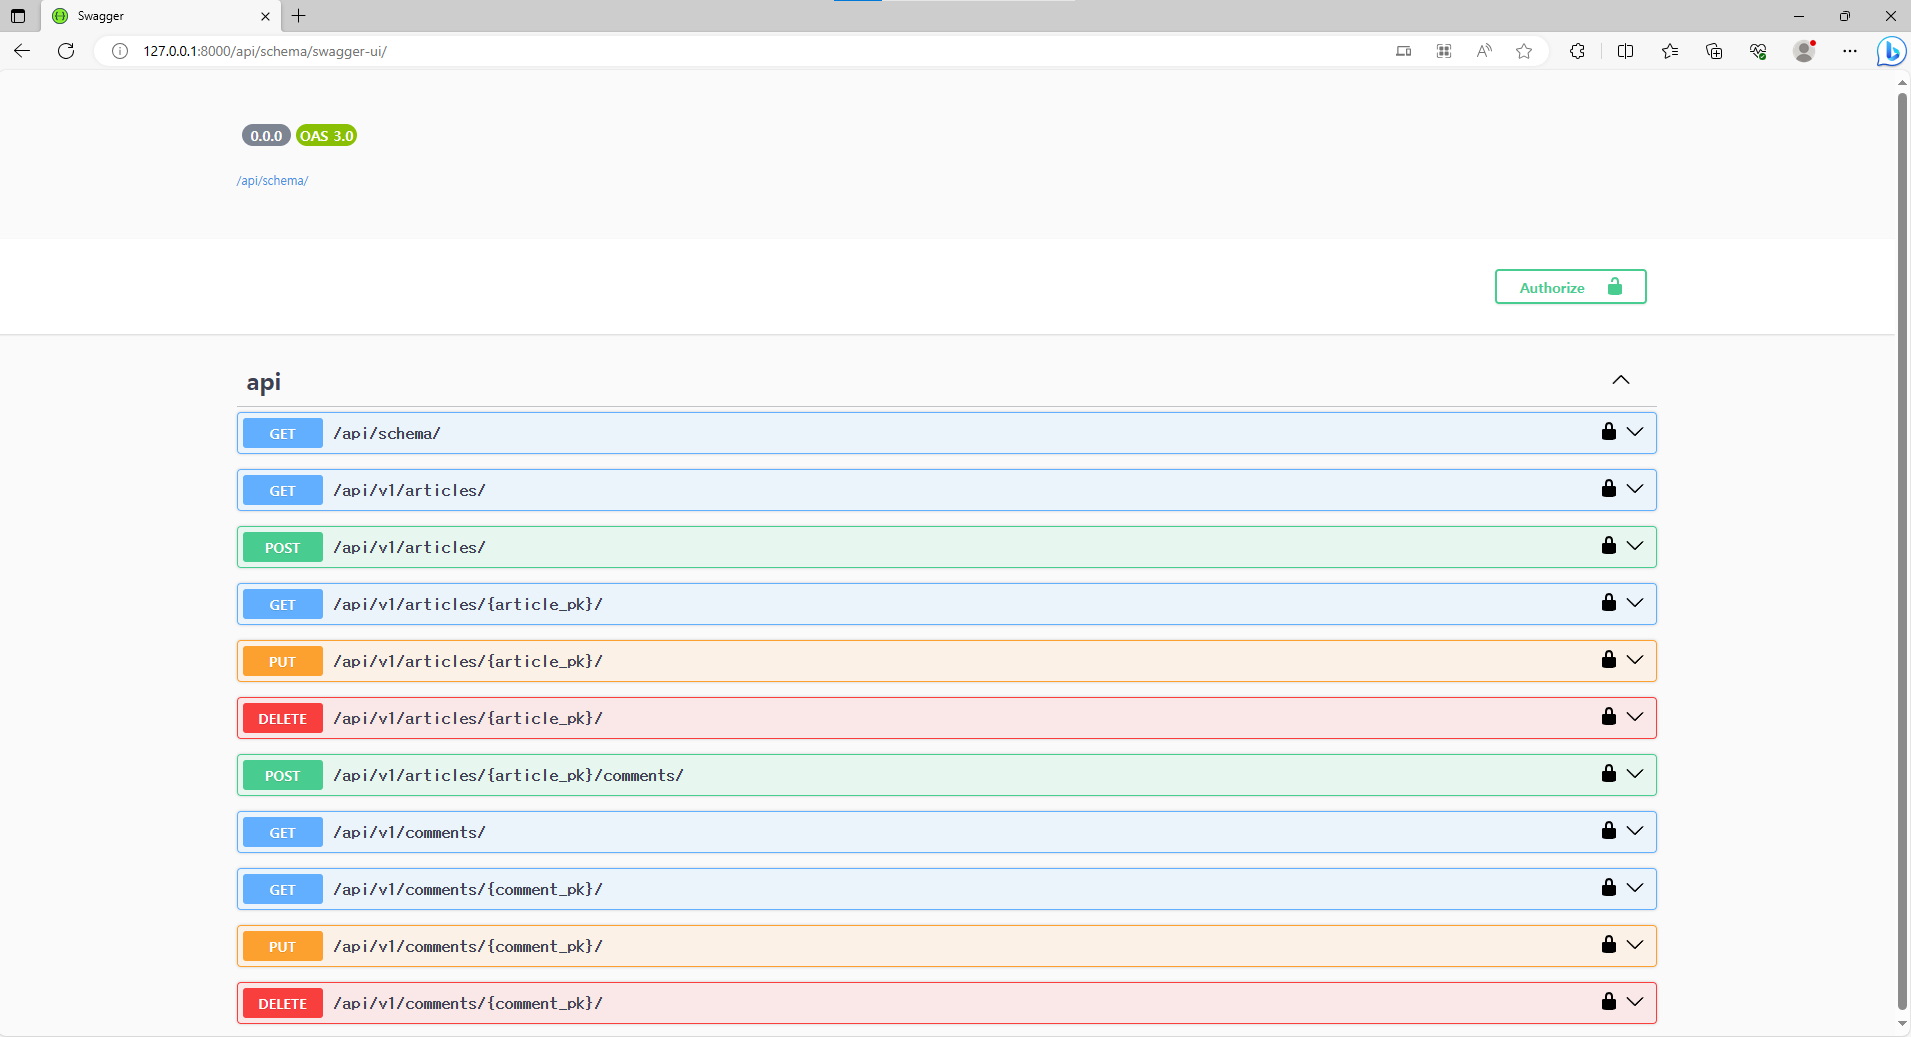 Swagger
127.0.0.1:8000/api/schema/swagger-ui/
0.0.0 OAS 3.0
/api/schema/
Authorize
api
GET /api/schema/
GET /api/v1/articles/
POST /api/v1/articles/
GET /api/v1/articles/{article_pk}/
PUT /api/v1/articles/{article_pk}/
DELETE /api/v1/articles/{article_pk}/
POST /api/v1/articles/{article_pk}/comments/
GET /api/v1/comments/
GET /api/v1/comments/{comment_pk}/
PUT /api/v1/comments/{comment_pk}/
DELETE /api/v1/comments/{comment_pk}/